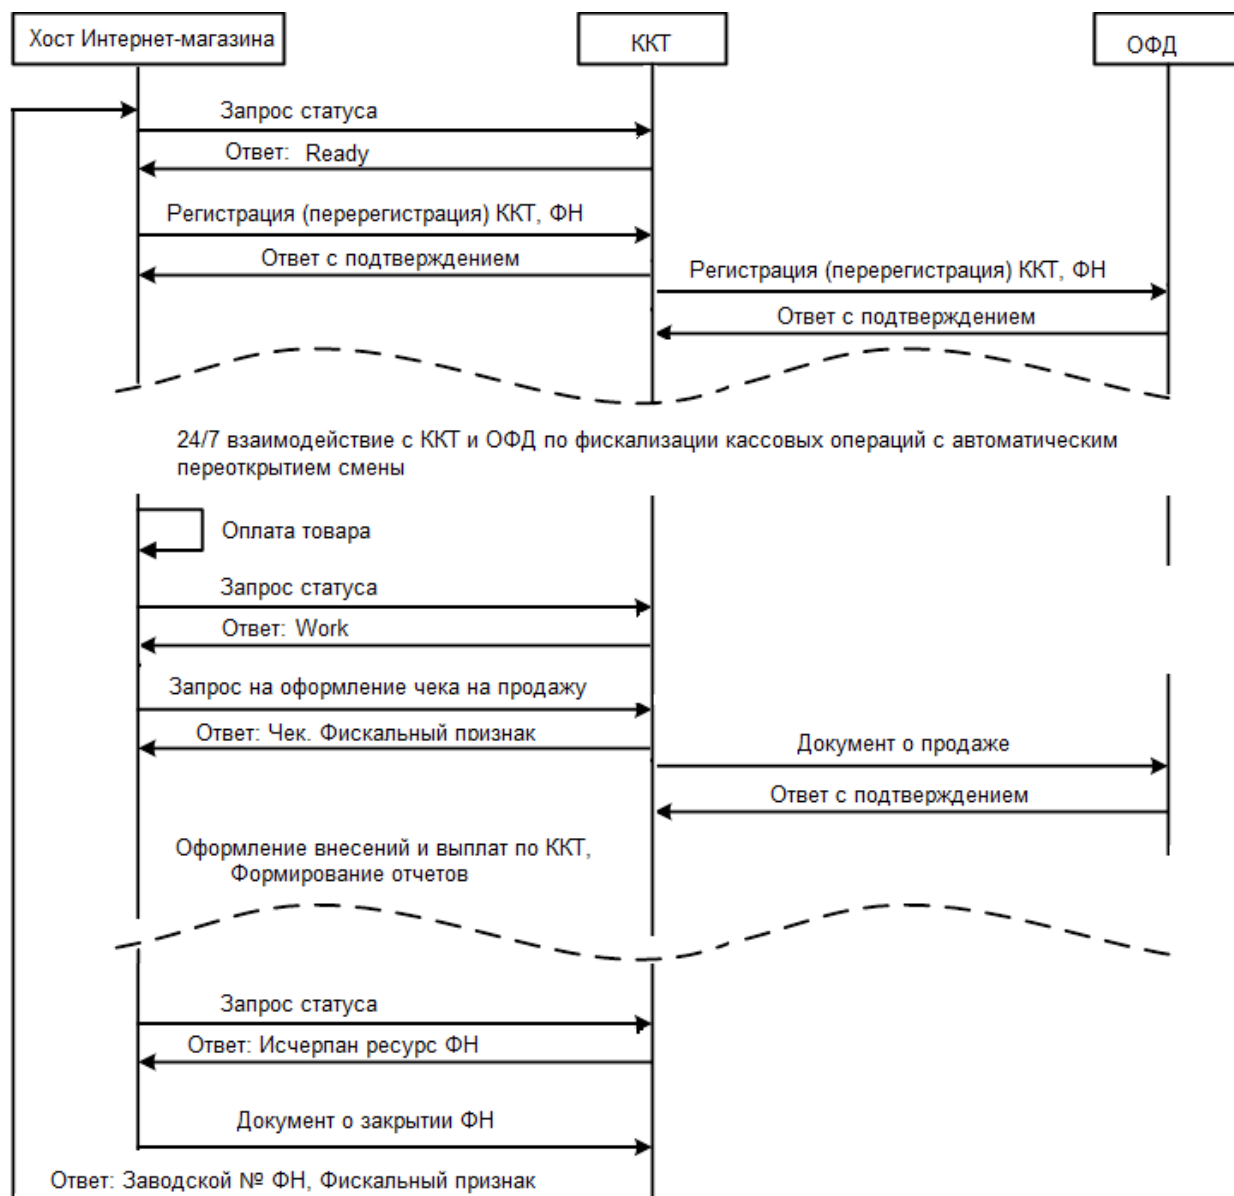 Хост Интернет-магазина
ККТ
ОФД
Запрос статуса
Ответ: Ready
Регистрация (перерегистрация) ККТ, ФН
Ответ с подтверждением
Регистрация (перерегистрация) ККТ, ФН
Ответ с подтверждением
24/7 взаимодействие с ККТ и ОФД по фискализации кассовых операций с автоматическим
переоткрытием смены
Оплата товара
Запрос статуса
Ответ: Work
Запрос на оформление чека на продажу
Ответ: Чек. Фискальный признак
Документ о продаже
Ответ с подтверждением
Оформление внесений и выплат по ККТ,
Формирование отчетов
Запрос статуса
Ответ: Исчерпан ресурс ФН
Документ о закрытии ФН
Ответ: Заводской № ФН, Фискальный признак